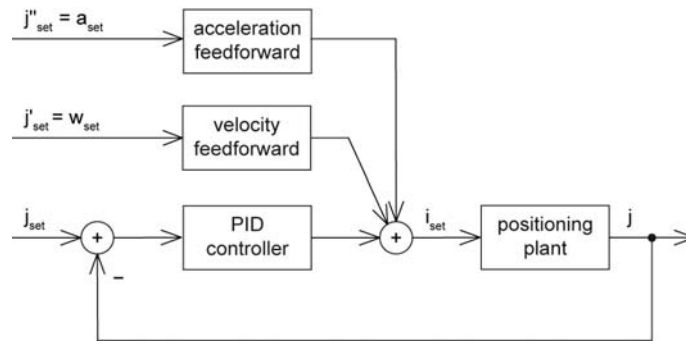 j"set = aset
acceleration
feedforward
j'set = wset
velocity
feedforward
jset
+
PID
controller
+
iset
positioning
plant
j
–